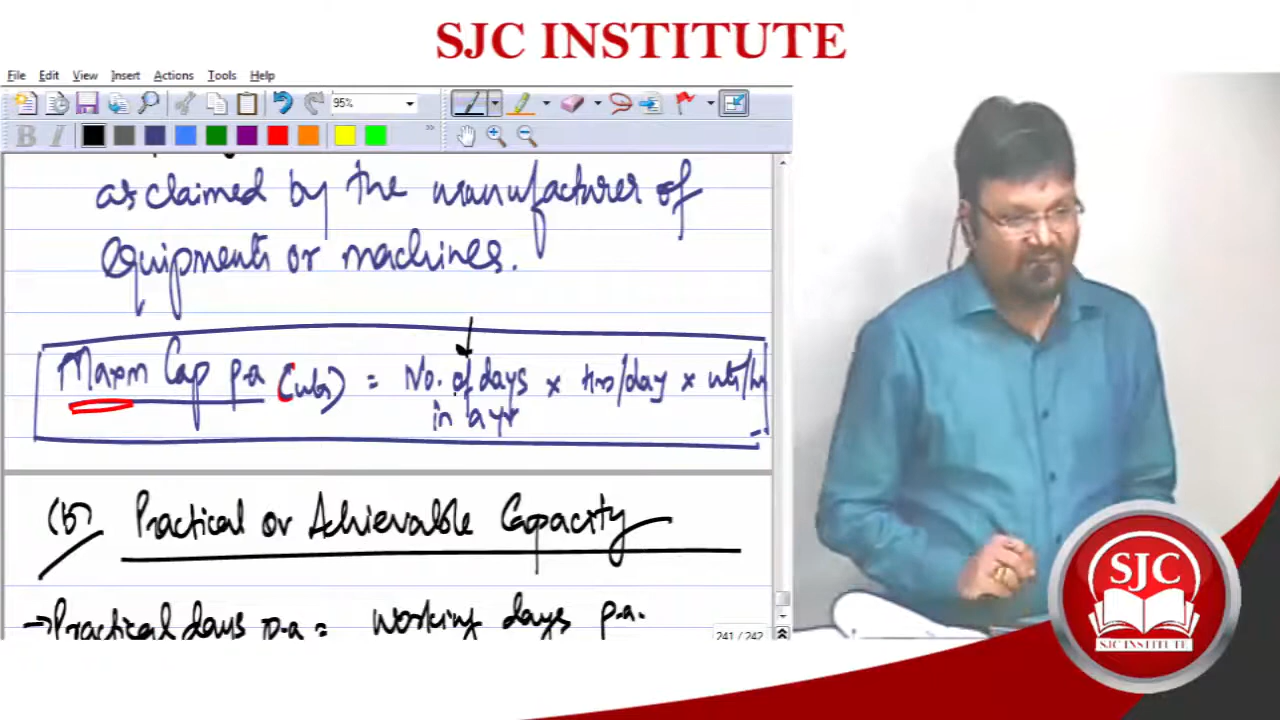 SJC INSTITUTE
File Edit View Insert Actions Tools Help
95%
B I
as claimed by the manufacturer of
equipments or machines.
Maxm Cap p.a (units) = No. of days × hrs/day × uts/hr
in a yr
(b) Practical or Achievable Capacity
→ Practical days p.a = working days p.a.
241 / 242
SJC
SJC INSTITUTE